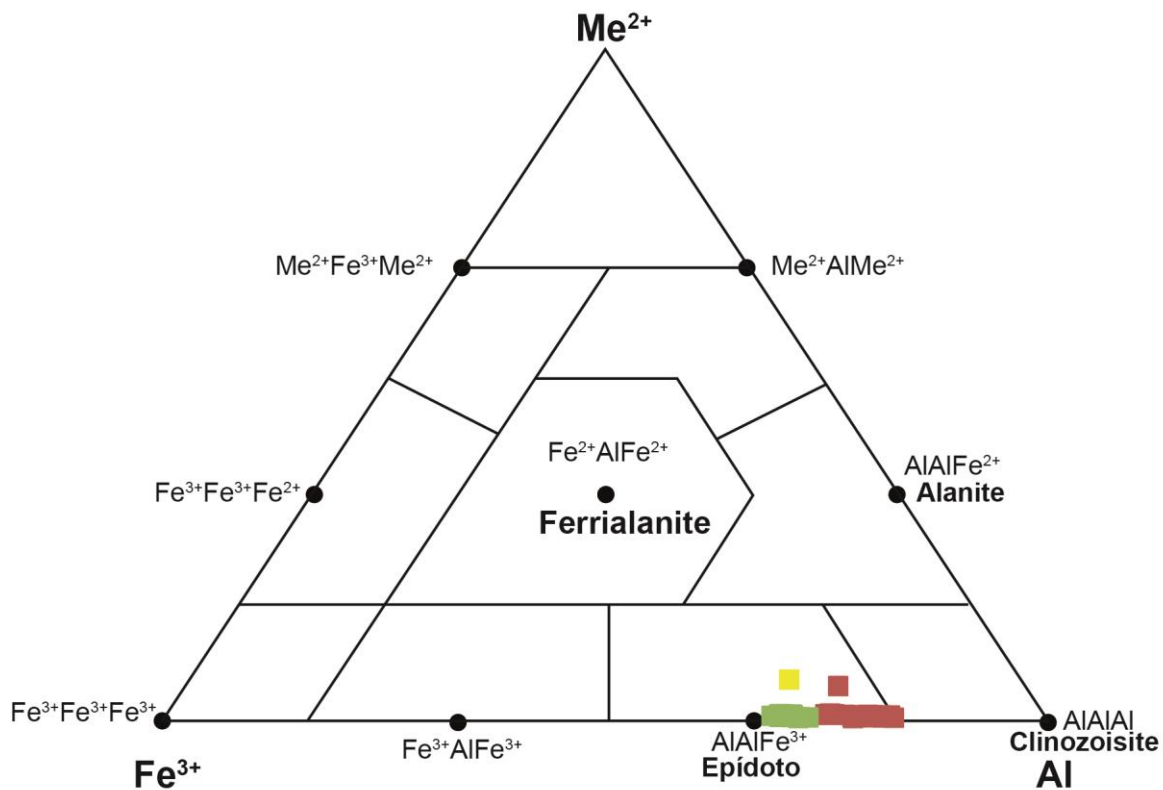 Me²⁺
Me²⁺Fe³⁺Me²⁺
Me²⁺AlMe²⁺
Fe²⁺AlFe²⁺
Ferrialanite
Fe³⁺Fe³⁺Fe²⁺
AlAlFe²⁺
Alanite
Fe³⁺Fe³⁺Fe³⁺
Fe³⁺
Fe³⁺AlFe³⁺
AlAlFe³⁺
Epídoto
AlAlAl
Clinozoisite
Al